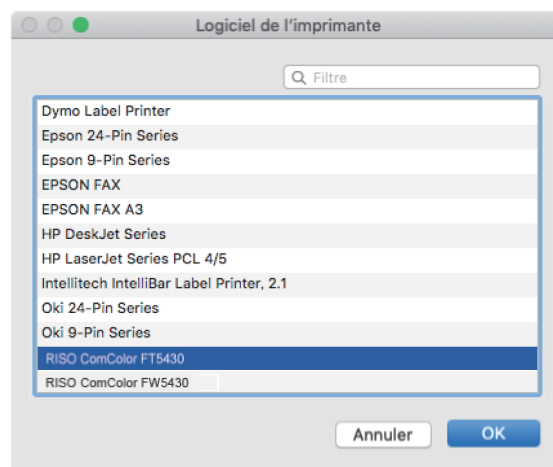 Logiciel de l'imprimante
Filtre
Dymo Label Printer
Epson 24-Pin Series
Epson 9-Pin Series
EPSON FAX
EPSON FAX A3
HP DeskJet Series
HP LaserJet Series PCL 4/5
Intellitech IntelliBar Label Printer, 2.1
Oki 24-Pin Series
Oki 9-Pin Series
RISO ComColor FT5430
RISO ComColor FW5430
Annuler OK